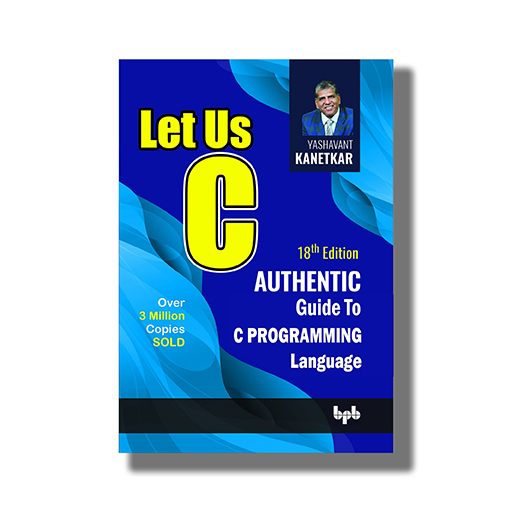 YASHAVANT
KANETKAR
Let Us
C
18th Edition
AUTHENTIC
Guide To
C PROGRAMMING
Language
Over
3 Million
Copies
SOLD
bpb